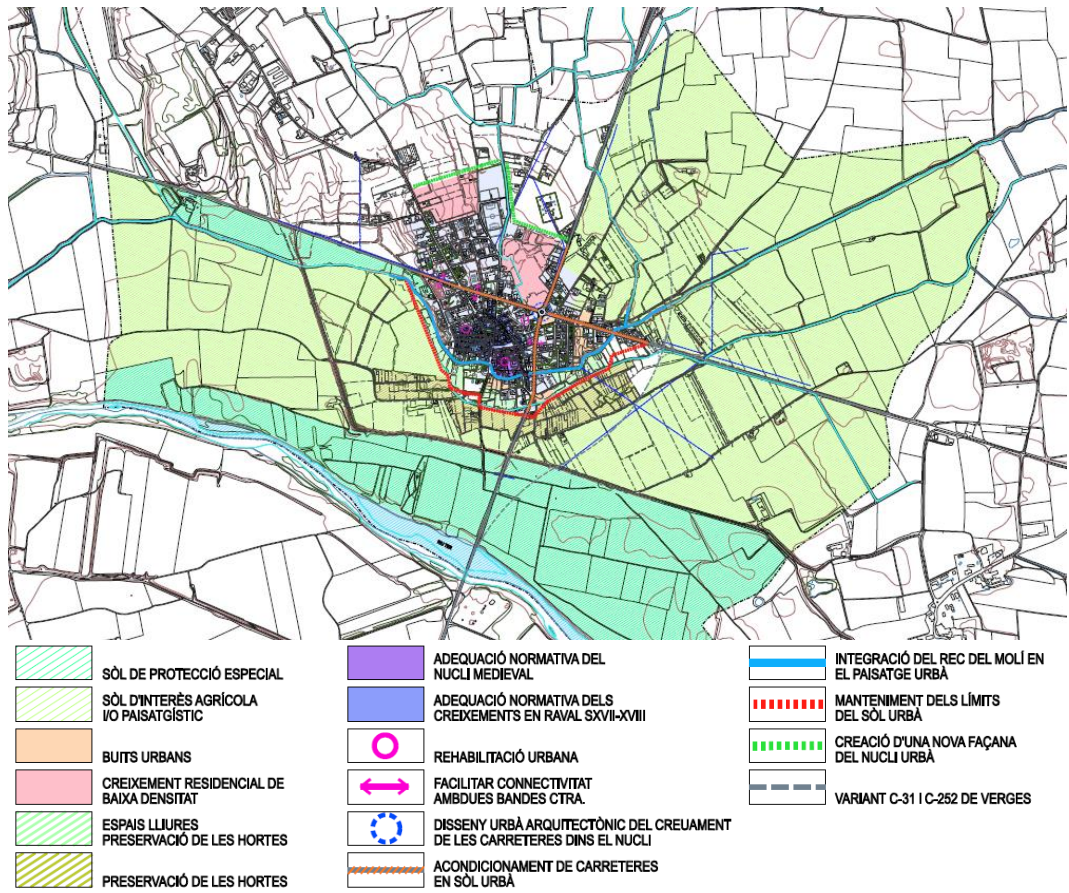 SÒL DE PROTECCIÓ ESPECIAL
SÒL D'INTERÈS AGRÍCOLA
I/O PAISATGÍSTIC
BUITS URBANS
CREIXEMENT RESIDENCIAL DE
BAIXA DENSITAT
ESPAIS LLIURES
PRESERVACIÓ DE LES HORTES
PRESERVACIÓ DE LES HORTES
ADEQUACIÓ NORMATIVA DEL
NUCLI MEDIEVAL
ADEQUACIÓ NORMATIVA DELS
CREIXEMENTS EN RAVAL SXVII-XVIII
REHABILITACIÓ URBANA
FACILITAR CONNECTIVITAT
AMBDUES BANDES CTRA.
DISSENY URBÀ ARQUITECTÒNIC DEL CREUAMENT
DE LES CARRETERES DINS EL NUCLI
ACONDICIONAMENT DE CARRETERES
EN SÒL URBÀ
INTEGRACIÓ DEL REC DEL MOLÍ EN
EL PAISATGE URBÀ
MANTENIMENT DELS LÍMITS
DEL SÒL URBÀ
CREACIÓ D'UNA NOVA FAÇANA
DEL NUCLI URBÀ
VARIANT C-31 I C-252 DE VERGES